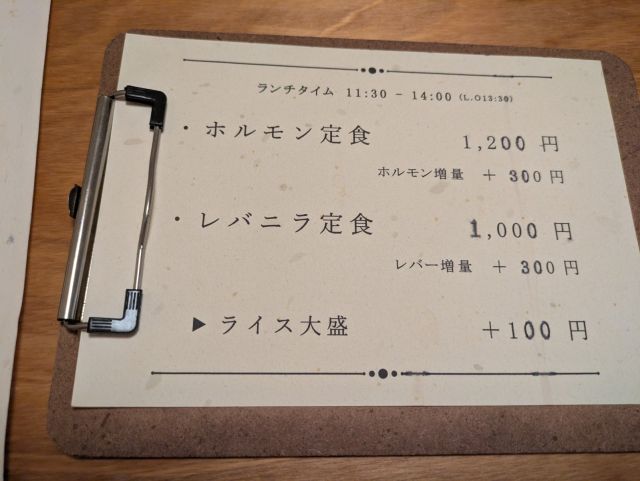 ランチタイム 11:30 - 14:00 (L.O13:30)
・ホルモン定食 1,200 円
ホルモン増量 + 300 円
・レバニラ定食 1,000 円
レバー増量 + 300 円
▶ライス大盛 +100 円